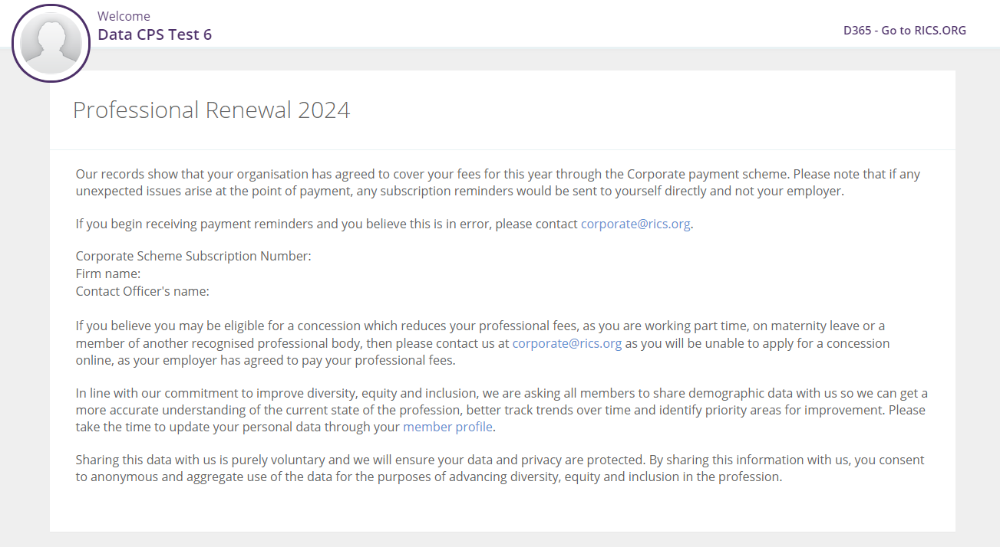 Welcome
Data CPS Test 6
D365 - Go to RICS.ORG
Professional Renewal 2024
Our records show that your organisation has agreed to cover your fees for this year through the Corporate payment scheme. Please note that if any
unexpected issues arise at the point of payment, any subscription reminders would be sent to yourself directly and not your employer.
If you begin receiving payment reminders and you believe this is in error, please contact corporate@rics.org.
Corporate Scheme Subscription Number:
Firm name:
Contact Officer's name:
If you believe you may be eligible for a concession which reduces your professional fees, as you are working part time, on maternity leave or a
member of another recognised professional body, then please contact us at corporate@rics.org as you will be unable to apply for a concession
online, as your employer has agreed to pay your professional fees.
In line with our commitment to improve diversity, equity and inclusion, we are asking all members to share demographic data with us so we can get a
more accurate understanding of the current state of the profession, better track trends over time and identify priority areas for improvement. Please
take the time to update your personal data through your member profile.
Sharing this data with us is purely voluntary and we will ensure your data and privacy are protected. By sharing this information with us, you consent
to anonymous and aggregate use of the data for the purposes of advancing diversity, equity and inclusion in the profession.